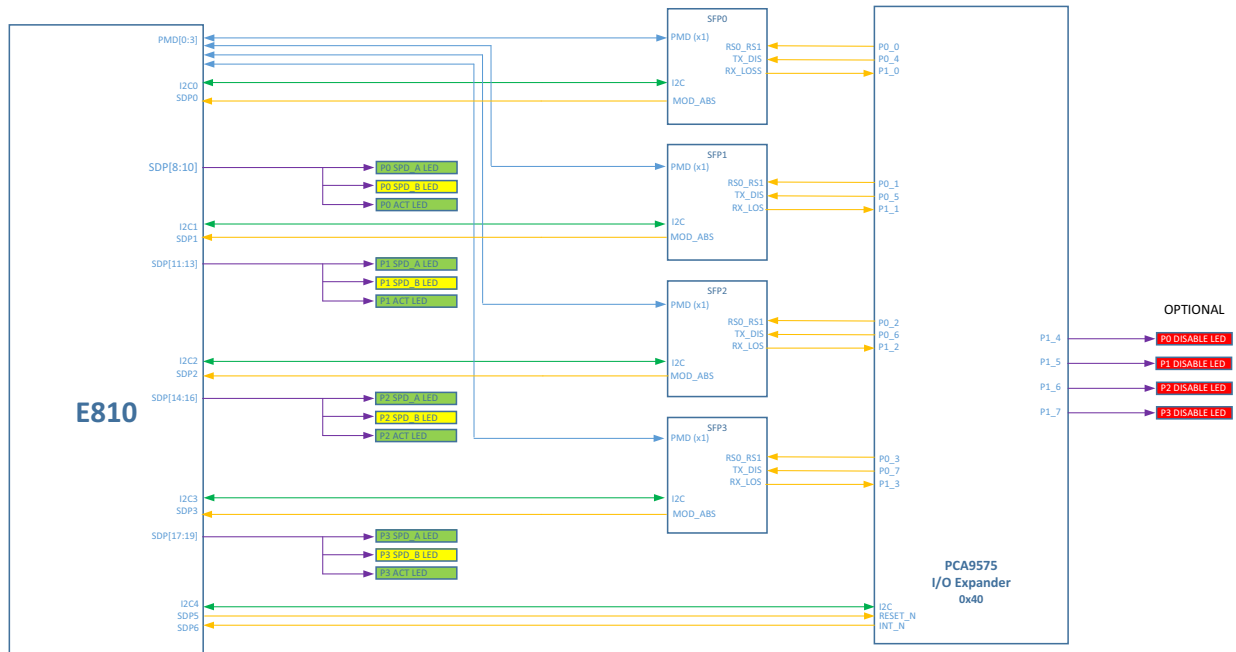 E810
PMD[0:3]
I2C0
SDP0
SDP[8:10]
I2C1
SDP1
SDP[11:13]
I2C2
SDP2
SDP[14:16]
I2C3
SDP3
SDP[17:19]
I2C4
SDP5
SDP6
P0 SPD_A LED
P0 SPD_B LED
P0 ACT LED
P1 SPD_A LED
P1 SPD_B LED
P1 ACT LED
P2 SPD_A LED
P2 SPD_B LED
P2 ACT LED
P3 SPD_A LED
P3 SPD_B LED
P3 ACT LED
SFP0
PMD (x1)
RS0_RS1
TX_DIS
RX_LOSS
I2C
MOD_ABS
SFP1
PMD (x1)
RS0_RS1
TX_DIS
RX_LOS
I2C
MOD_ABS
SFP2
PMD (x1)
RS0_RS1
TX_DIS
RX_LOS
I2C
MOD_ABS
SFP3
PMD (x1)
RS0_RS1
TX_DIS
RX_LOS
I2C
MOD_ABS
P0_0
P0_4
P1_0
P0_1
P0_5
P1_1
P0_2
P0_6
P1_2
P0_3
P0_7
P1_3
PCA9575
I/O Expander
0x40
I2C
RESET_N
INT_N
P1_4
P1_5
P1_6
P1_7
OPTIONAL
P0 DISABLE LED
P1 DISABLE LED
P2 DISABLE LED
P3 DISABLE LED